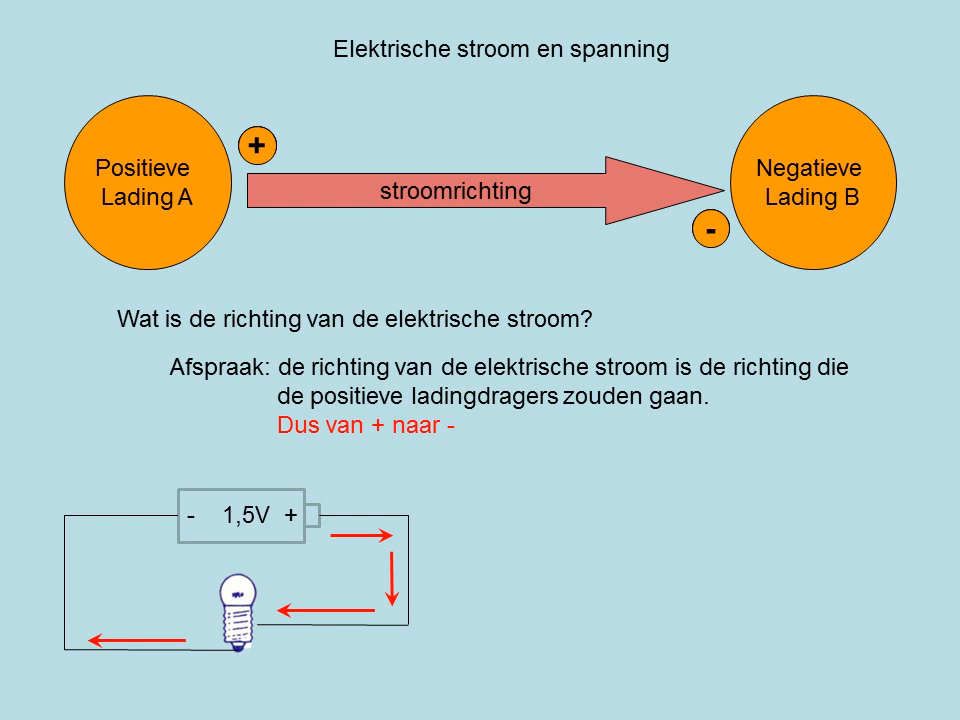 Elektrische stroom en spanning
Positieve
Lading A
+
stroomrichting
-
Negatieve
Lading B
Wat is de richting van de elektrische stroom?
Afspraak: de richting van de elektrische stroom is de richting die
de positieve ladingdragers zouden gaan.
Dus van + naar -
- 1,5V +